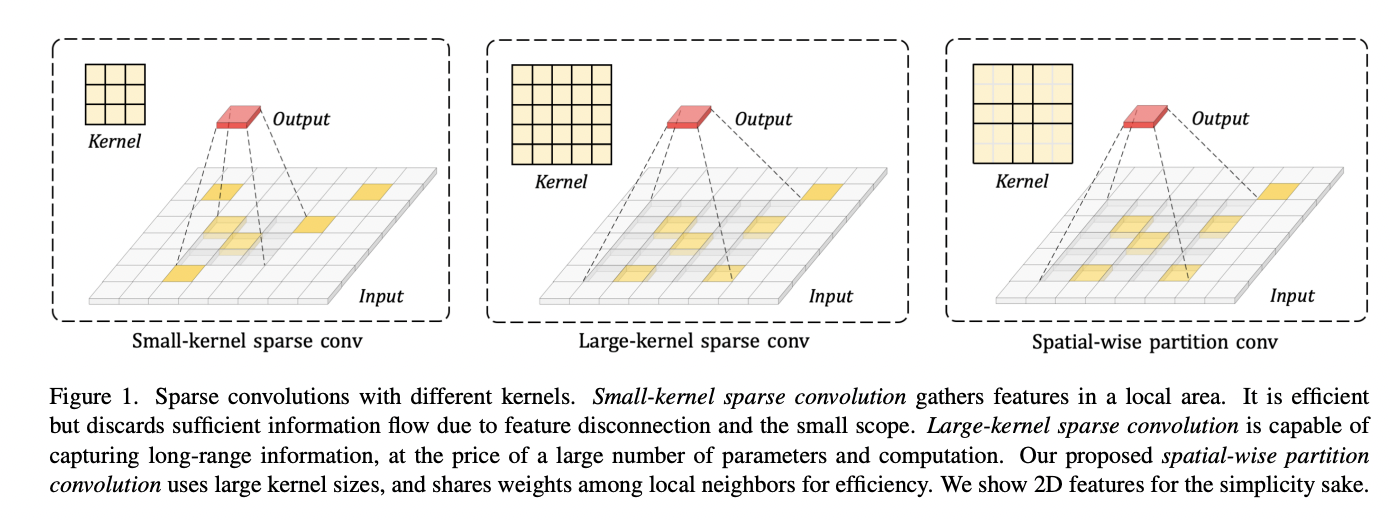 Kernel
Output
Input
Small-kernel sparse conv
Kernel
Output
Input
Large-kernel sparse conv
Kernel
Output
Input
Spatial-wise partition conv
Figure 1. Sparse convolutions with different kernels. Small-kernel sparse convolution gathers features in a local area. It is efficient
but discards sufficient information flow due to feature disconnection and the small scope. Large-kernel sparse convolution is capable of
capturing long-range information, at the price of a large number of parameters and computation. Our proposed spatial-wise partition
convolution uses large kernel sizes, and shares weights among local neighbors for efficiency. We show 2D features for the simplicity sake.